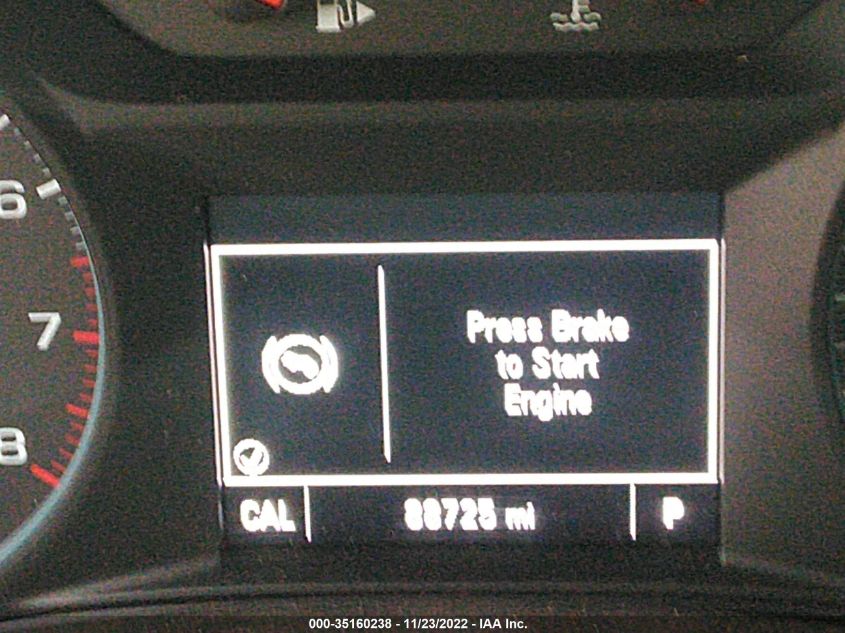 6
7
8
Press Brake
to Start
Engine
CAL
88725 mi
P
000-35160238 - 11/23/2022 - IAA Inc.